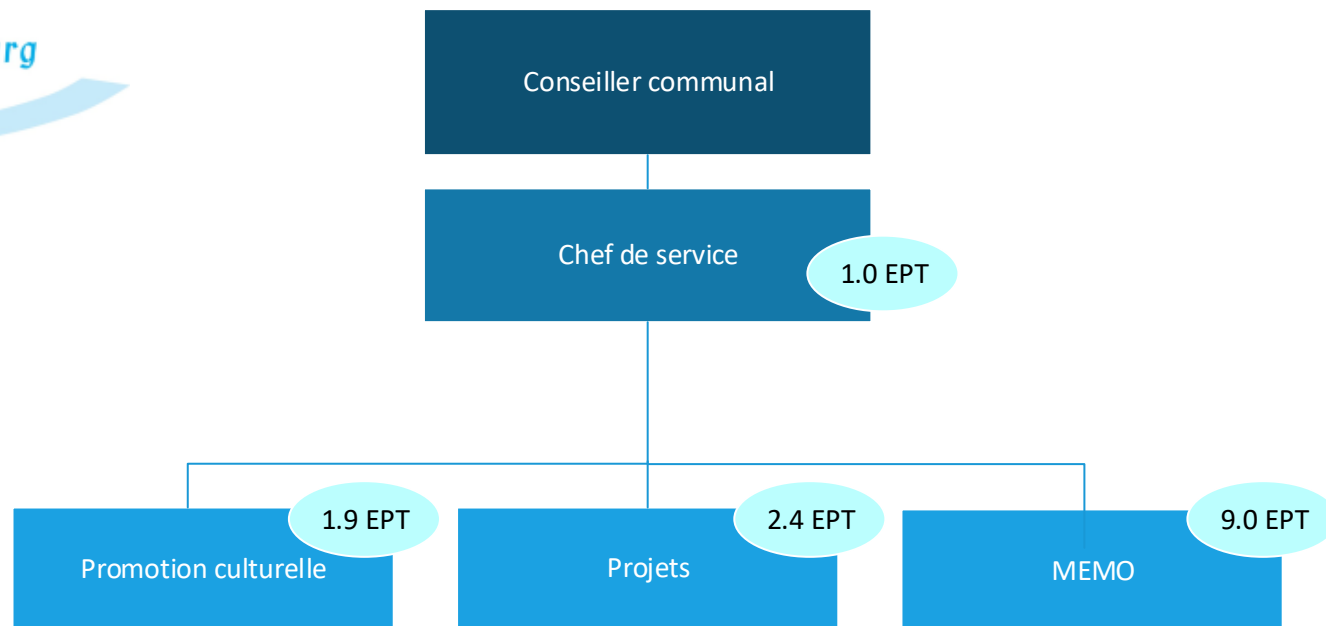 rg
Conseiller communal
Chef de service
1.0 EPT
1.9 EPT
2.4 EPT
9.0 EPT
Promotion culturelle
Projets
MEMO